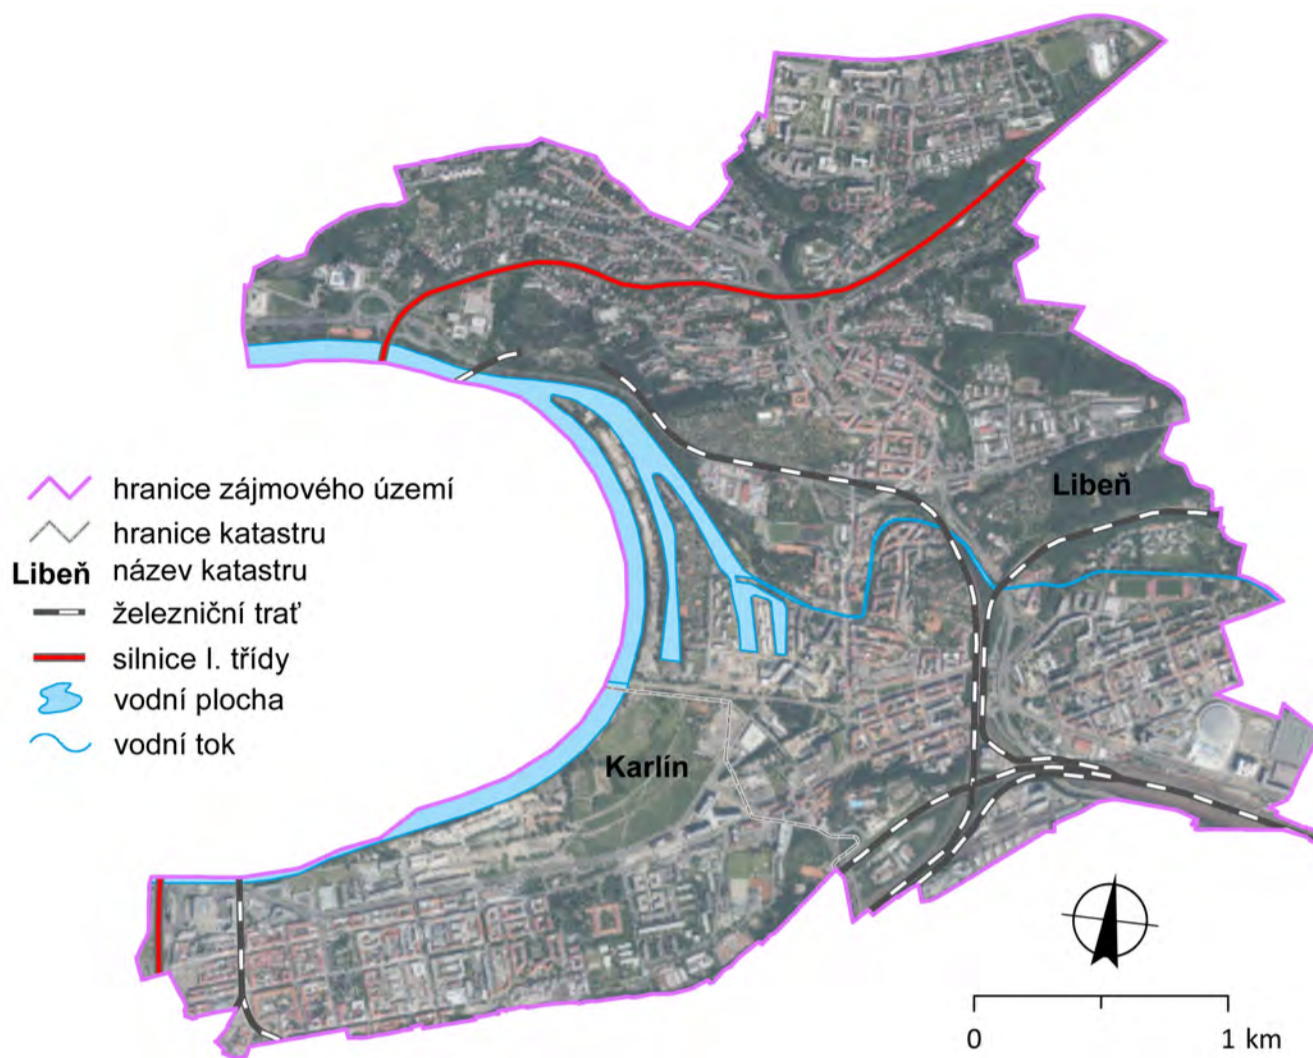 Libeň
hranice zájmového území
hranice katastru
Libeň název katastru
železniční trať
silnice I. třídy
vodní plocha
vodní tok
Karlín
0 1 km